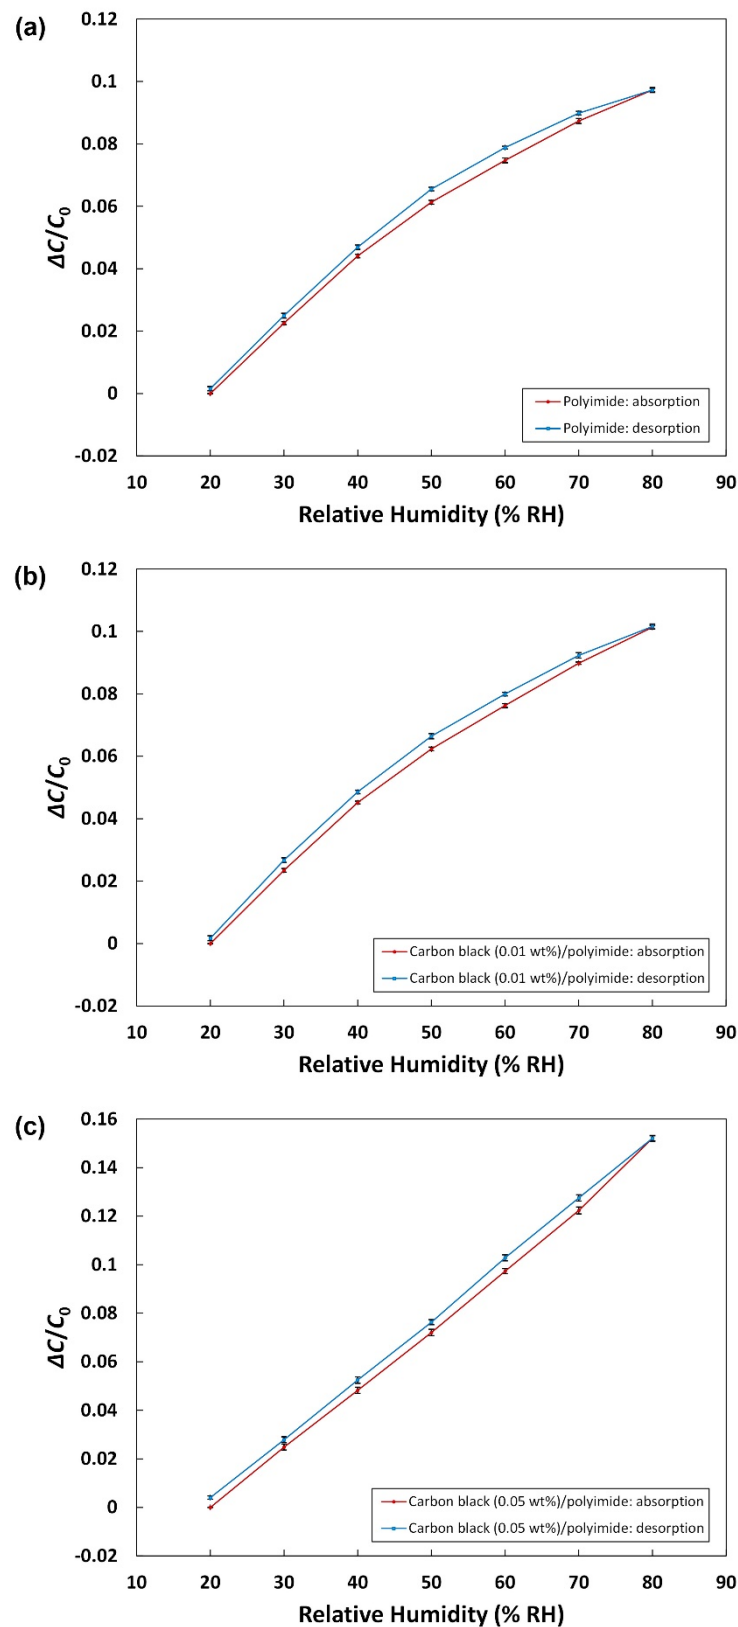 (a)
0.12
0.1
0.08
0.06
0.04
0.02
0
-0.02
ΔC/C0
Polyimide: absorption
Polyimide: desorption
10 20 30 40 50 60 70 80 90
Relative Humidity (% RH)
(b)
0.12
0.1
0.08
0.06
0.04
0.02
0
-0.02
ΔC/C0
Carbon black (0.01 wt%)/polyimide: absorption
Carbon black (0.01 wt%)/polyimide: desorption
10 20 30 40 50 60 70 80 90
Relative Humidity (% RH)
(c)
0.16
0.14
0.12
0.1
0.08
0.06
0.04
0.02
0
-0.02
ΔC/C0
Carbon black (0.05 wt%)/polyimide: absorption
Carbon black (0.05 wt%)/polyimide: desorption
10 20 30 40 50 60 70 80 90
Relative Humidity (% RH)